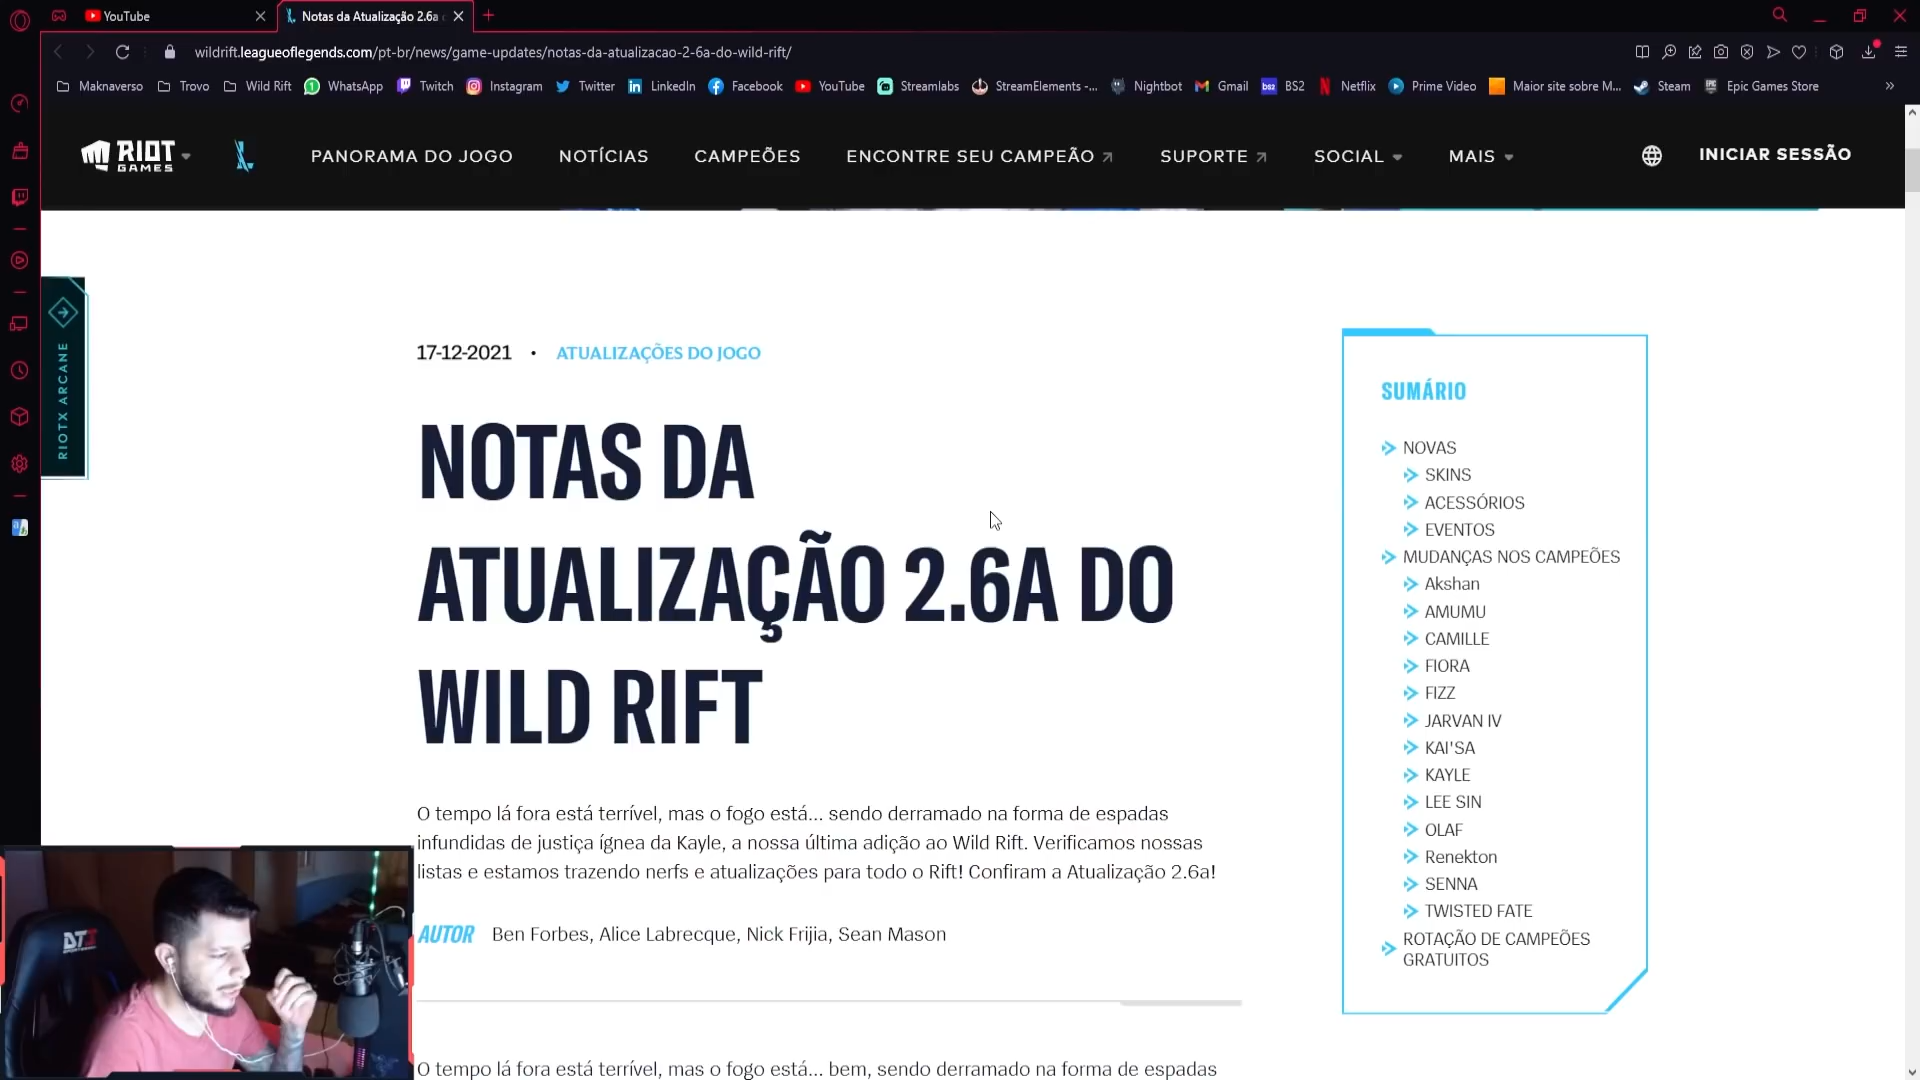 YouTube
Notas da Atualização 2.6a
wildrift.leagueoflegends.com/pt-br/news/game-updates/notas-da-atualizacao-2-6a-do-wild-rift/
Maknaverso Trovo Wild Rift WhatsApp Twitch Instagram Twitter LinkedIn Facebook YouTube Streamlabs StreamElements -... Nightbot Gmail BS2 Netflix Prime Video Maior site sobre M... Steam Epic Games Store
RIOT GAMES PANORAMA DO JOGO NOTÍCIAS CAMPEÕES ENCONTRE SEU CAMPEÃO SUPORTE SOCIAL MAIS INICIAR SESSÃO
RIOTX ARCANE
17-12-2021 • ATUALIZAÇÕES DO JOGO
NOTAS DA
ATUALIZAÇÃO 2.6A DO
WILD RIFT
O tempo lá fora está terrível, mas o fogo está... sendo derramado na forma de espadas
infundidas de justiça ígnea da Kayle, a nossa última adição ao Wild Rift. Verificamos nossas
listas e estamos trazendo nerfs e atualizações para todo o Rift! Confiram a Atualização 2.6a!
AUTOR Ben Forbes, Alice Labrecque, Nick Frijia, Sean Mason
O tempo lá fora está terrível, mas o fogo está... bem, sendo derramado na forma de espadas
SUMÁRIO
NOVAS
SKINS
ACESSÓRIOS
EVENTOS
MUDANÇAS NOS CAMPEÕES
Akshan
AMUMU
CAMILLE
FIORA
FIZZ
JARVAN IV
KAI'SA
KAYLE
LEE SIN
OLAF
Renekton
SENNA
TWISTED FATE
ROTAÇÃO DE CAMPEÕES
GRATUITOS